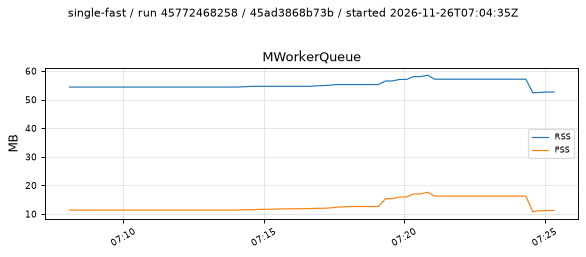 single-fast / run 45772468258 / 45ad3868b73b / started 2026-11-26T07:04:35Z
MWorkerQueue
MB
60
50
40
30
20
10
RSS
PSS
07:10
07:15
07:20
07:25